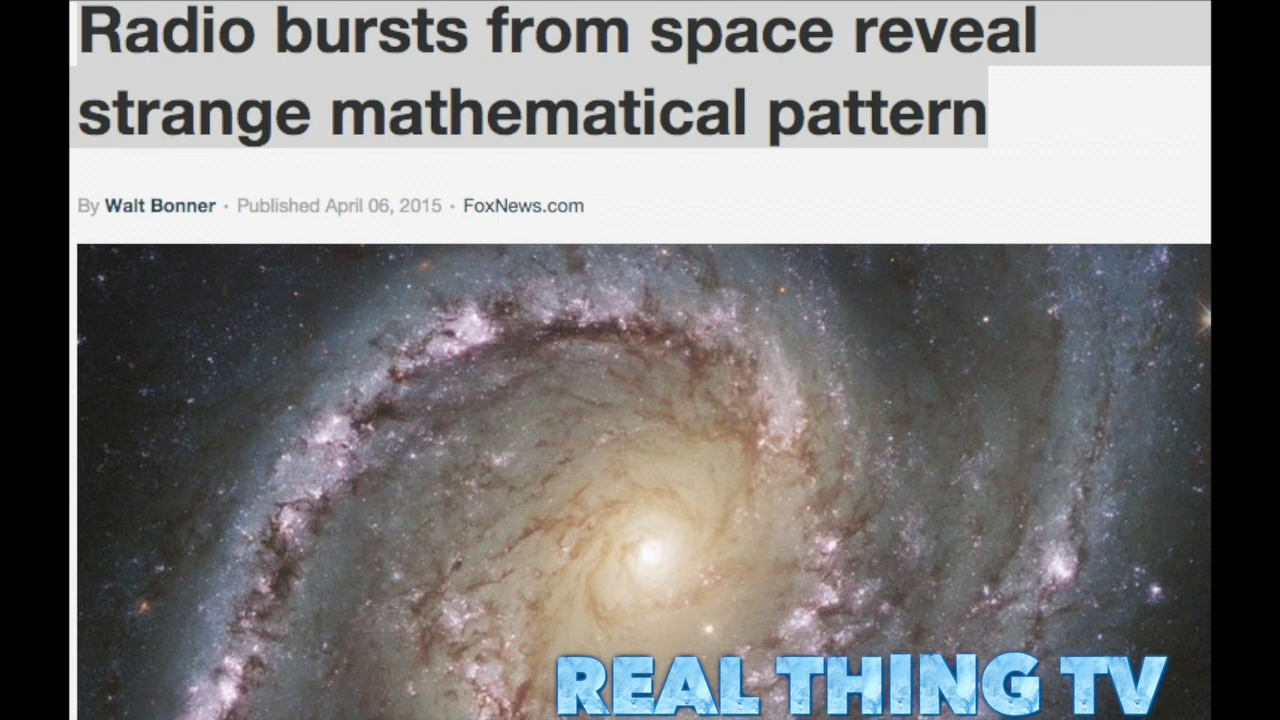 Radio bursts from space reveal
strange mathematical pattern
By Walt Bonner · Published April 06, 2015 · FoxNews.com
REAL THING TV